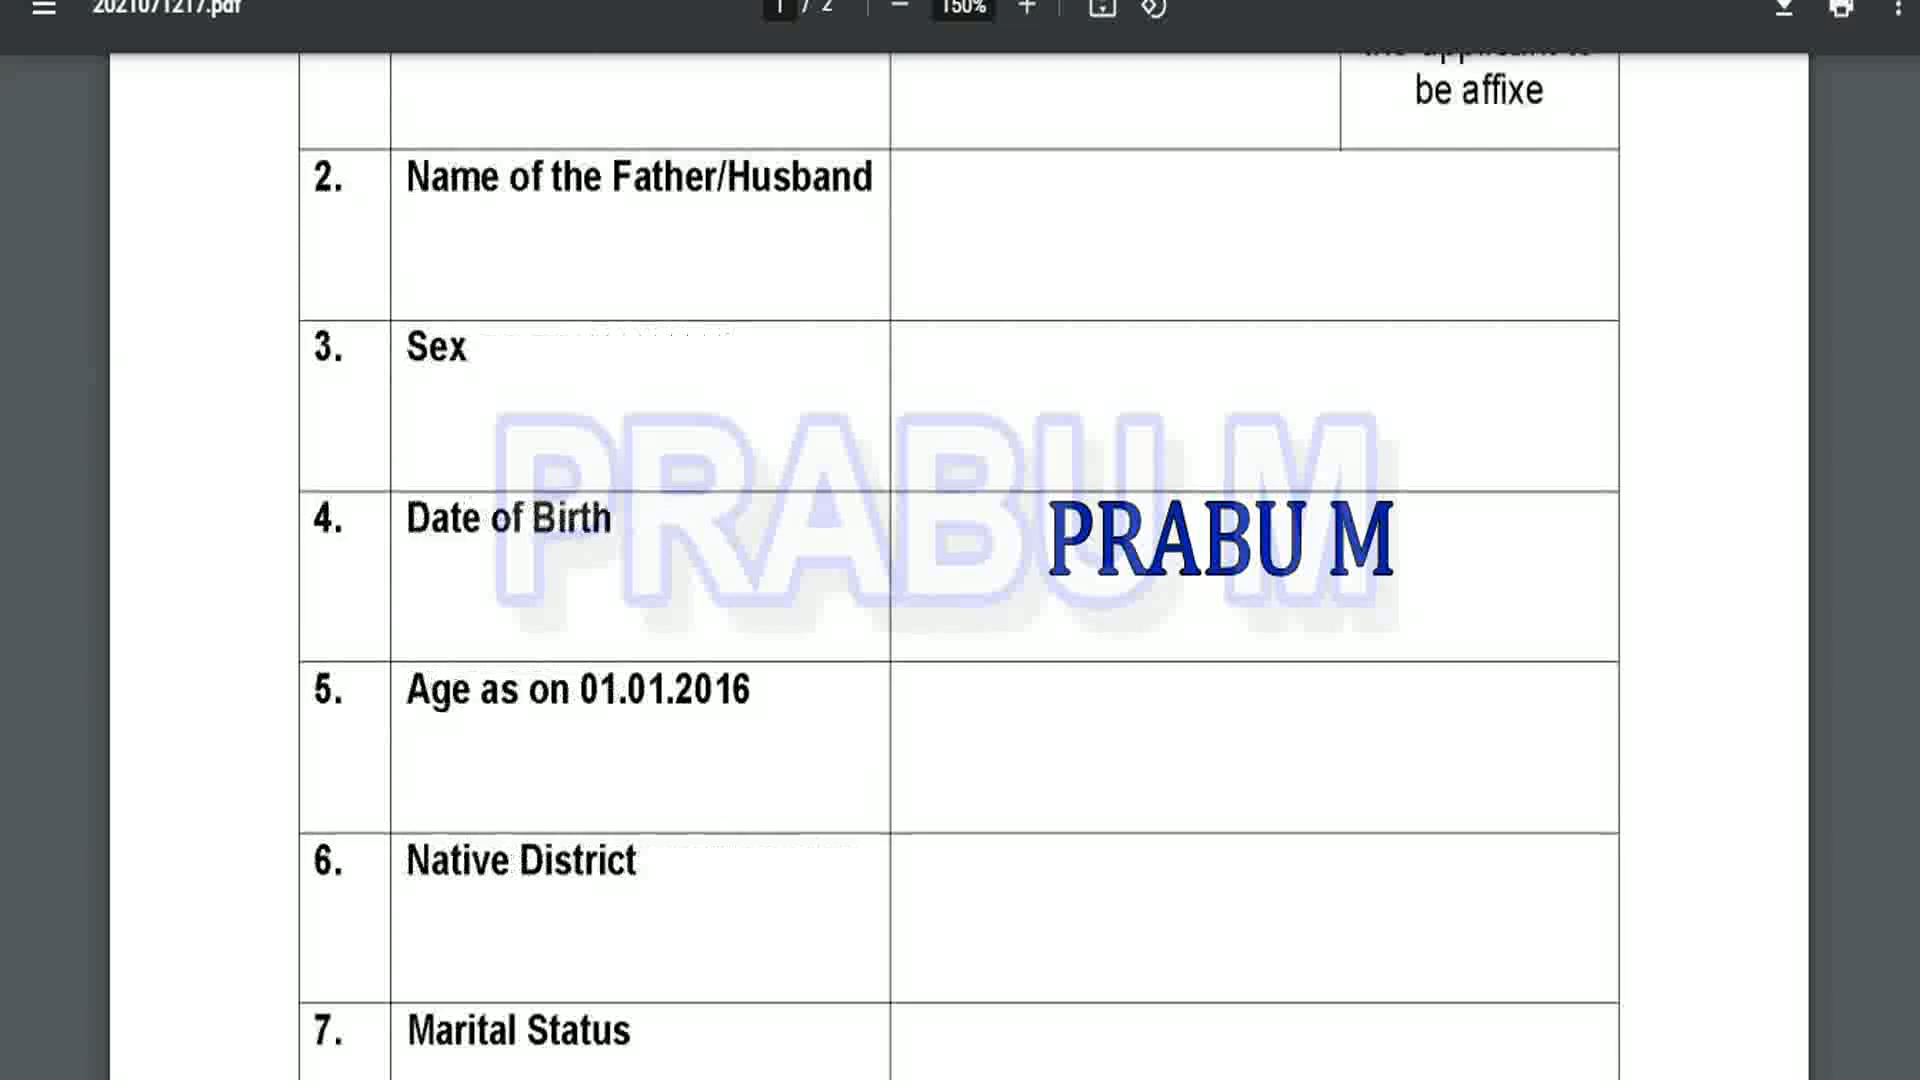 2021071217.pdf 1 / 2 150%
be affixe
2. Name of the Father/Husband
3. Sex
PRABU M
4. Date of Birth PRABU M
5. Age as on 01.01.2016
6. Native District
7. Marital Status